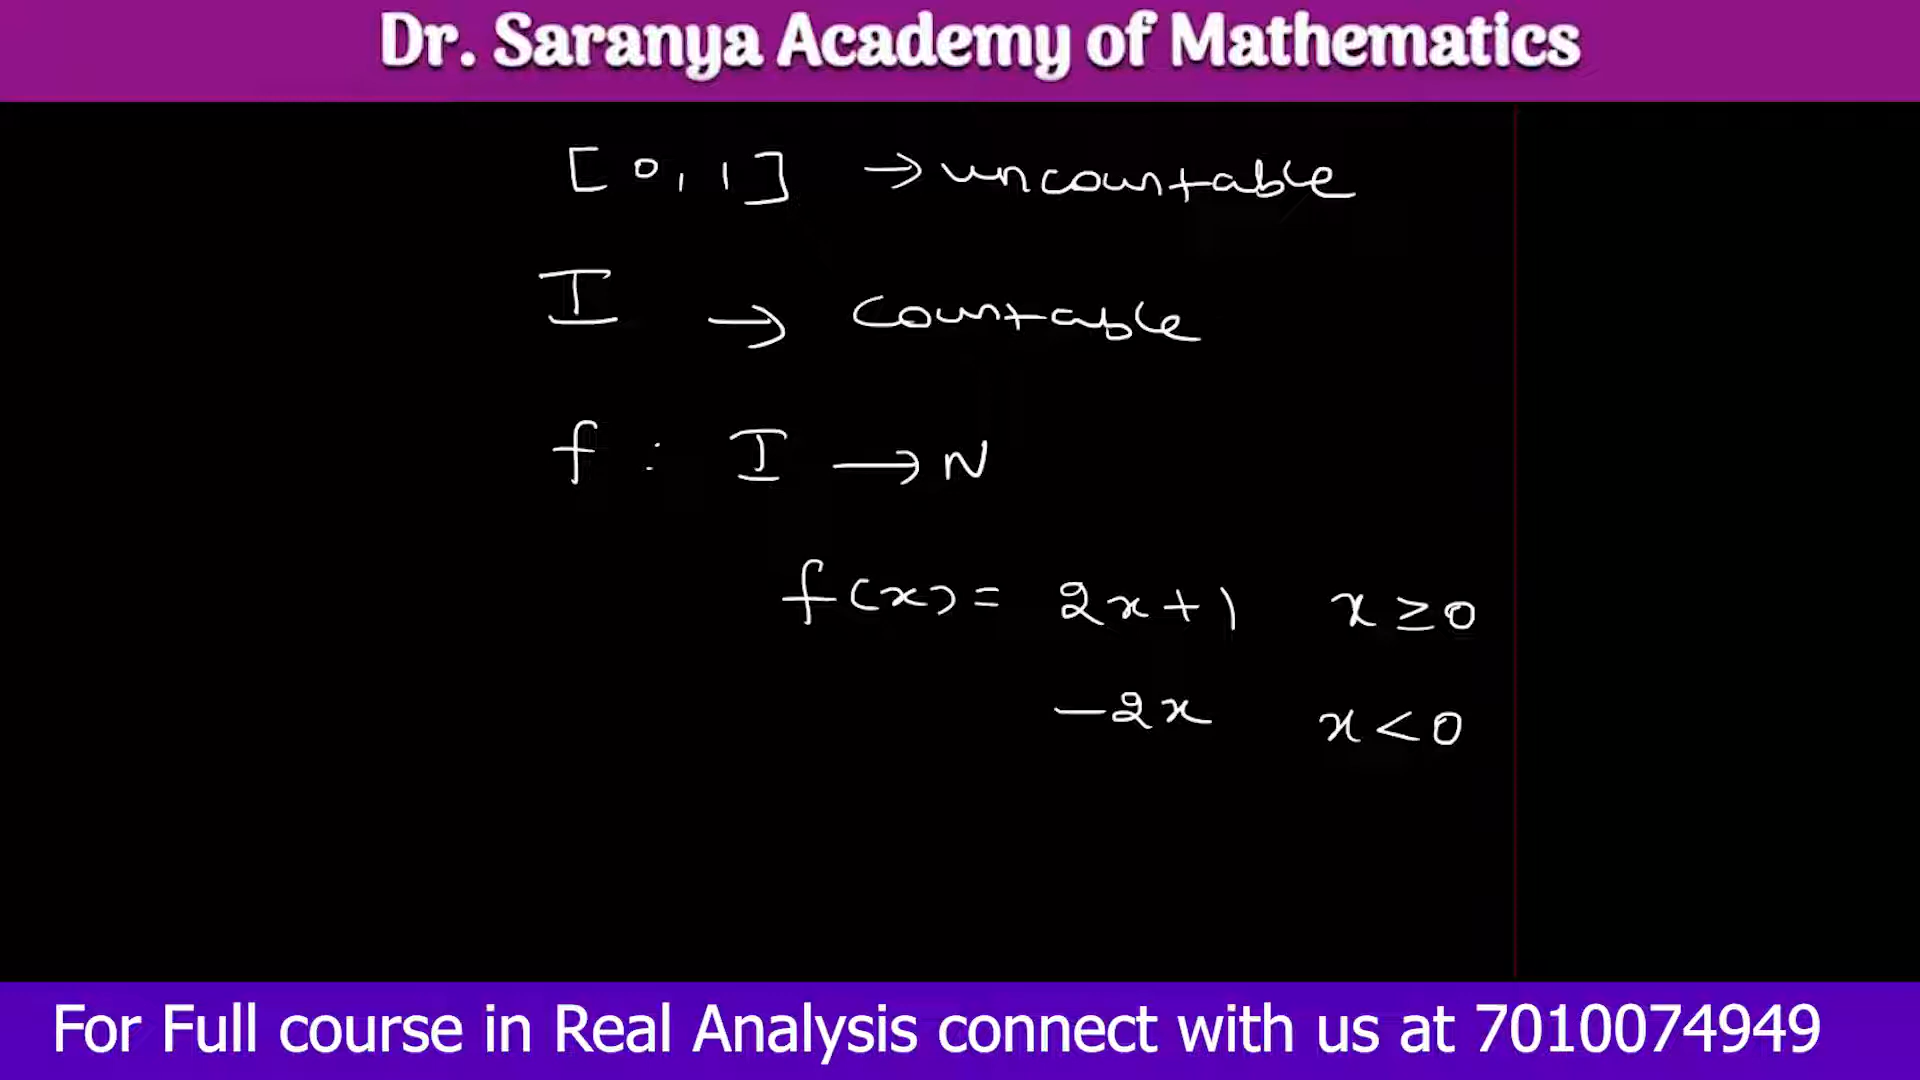 Dr. Saranya Academy of Mathematics
[0, 1] → uncountable
I → countable
f : I → N
f(x) = 2x + 1 x ≥ 0
-2x x < 0
For Full course in Real Analysis connect with us at 7010074949